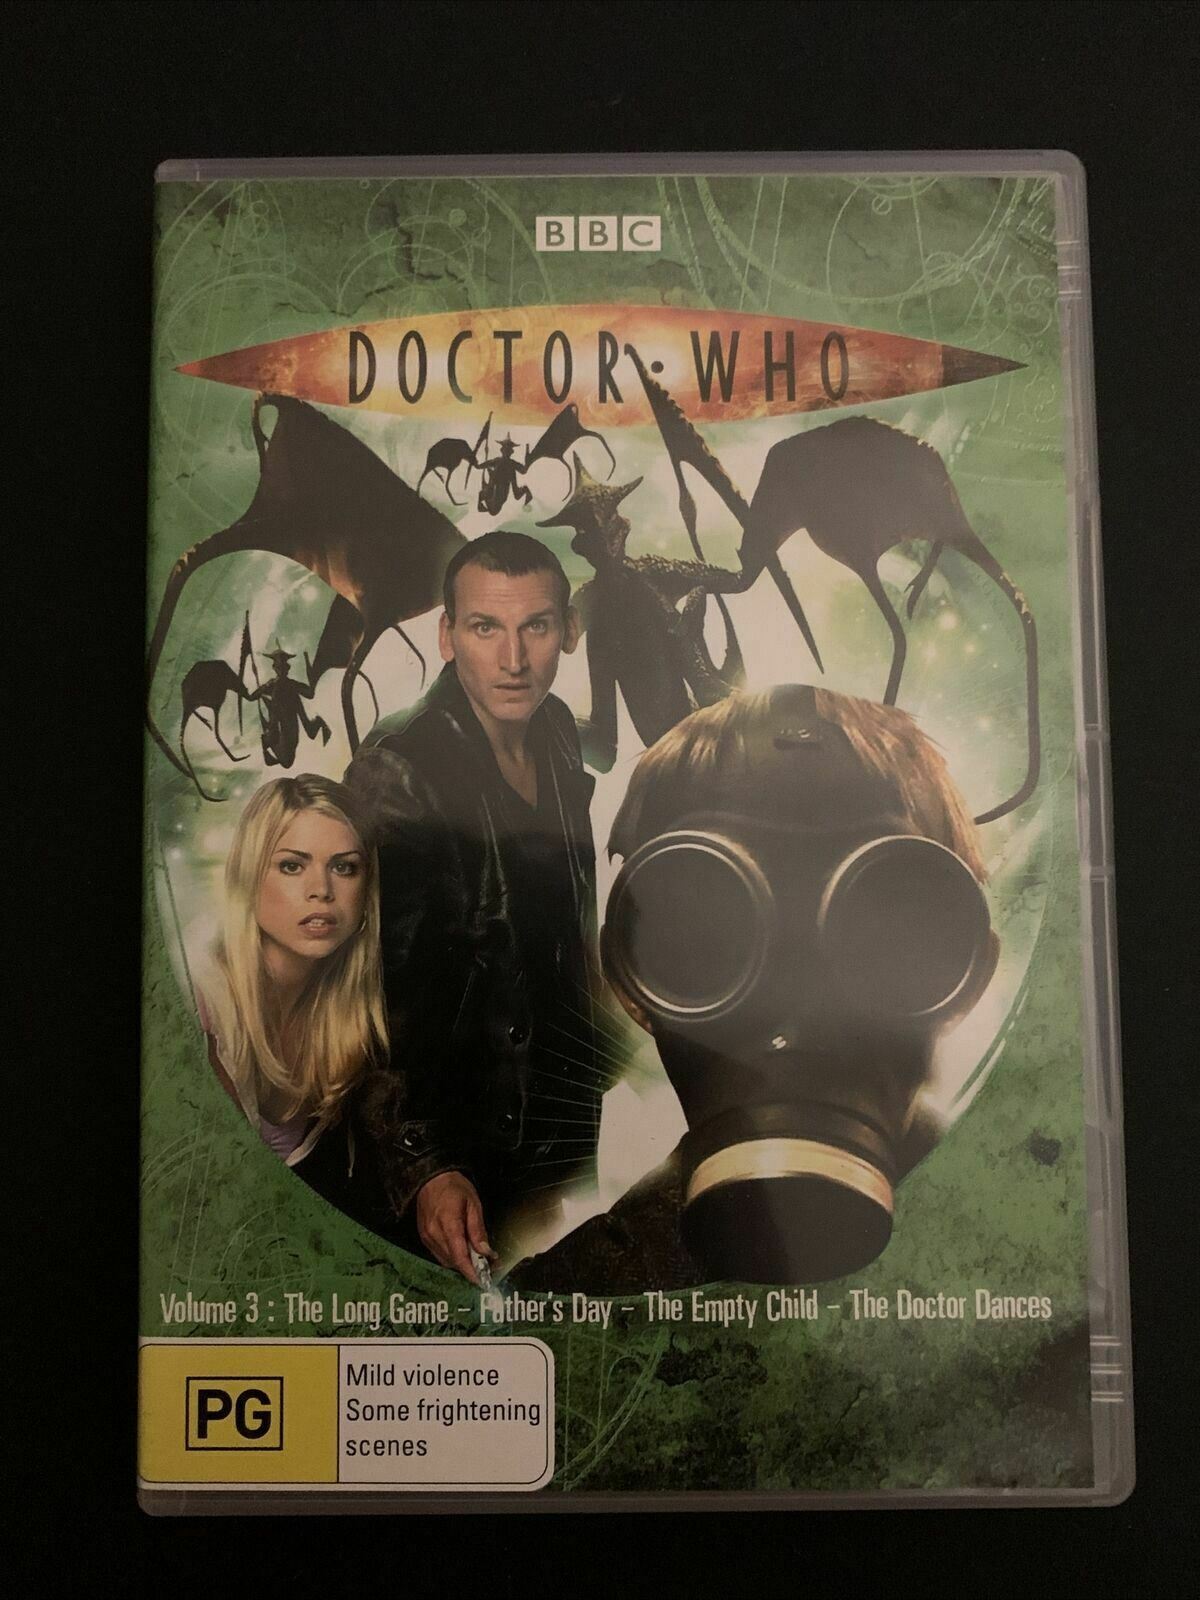 BBC
DOCTOR·WHO
Volume 3 : The Long Game – Father's Day – The Empty Child – The Doctor Dances
PG
Mild violence
Some frightening
scenes